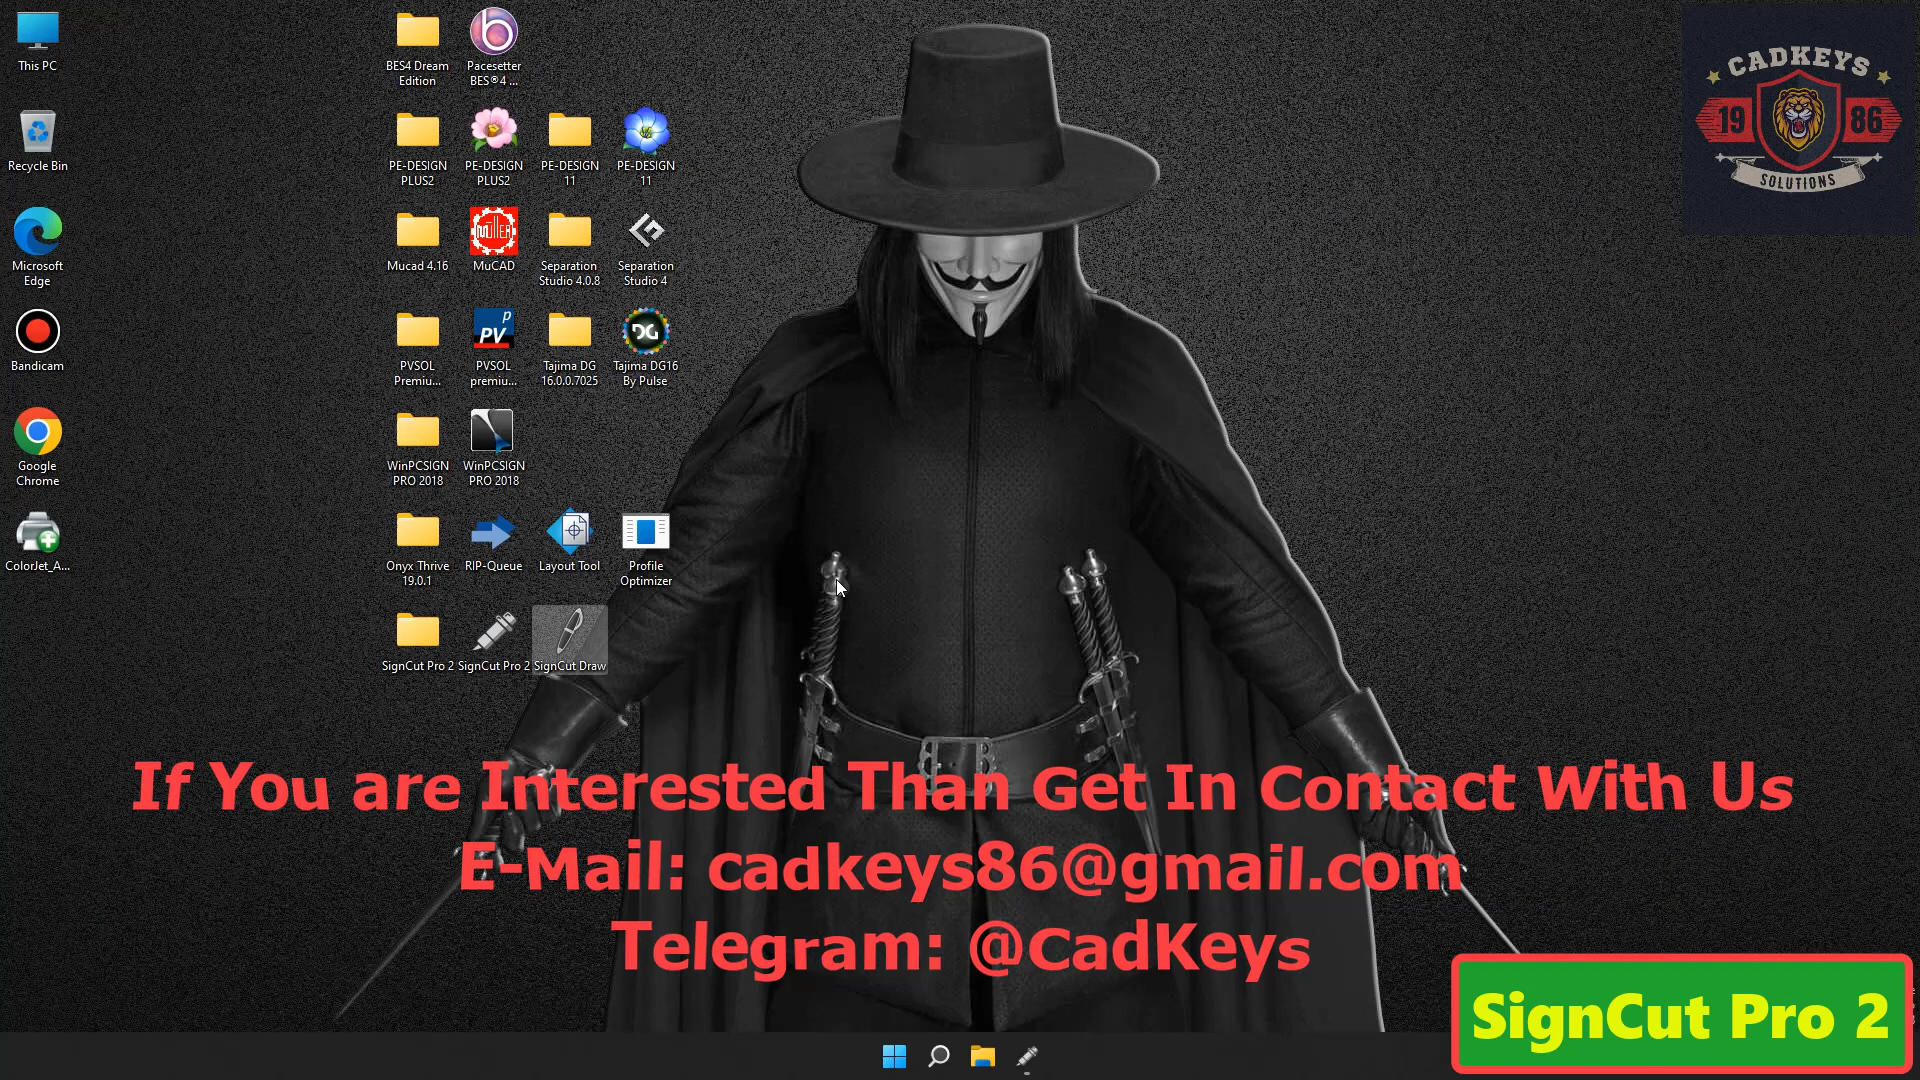 This PC
Recycle Bin
Microsoft
Edge
Bandicam
Google
Chrome
ColorJet_A...
BES4 Dream
Edition
Pacesetter
BES®4 ...
PE-DESIGN
PLUS2
PE-DESIGN
PLUS2
PE-DESIGN
11
PE-DESIGN
11
Mucad 4.16
MuCAD
Separation
Studio 4.0.8
Separation
Studio 4
PVSOL
Premiu...
PVSOL
premiu...
Tajima DG
16.0.0.7025
Tajima DG16
By Pulse
WinPCSIGN
PRO 2018
WinPCSIGN
PRO 2018
Onyx Thrive
19.0.1
RIP-Queue
Layout Tool
Profile
Optimizer
SignCut Pro 2
SignCut Pro 2
SignCut Draw
b
MÜLLER
p
PV
DG
CADKEYS
19 86
SOLUTIONS
If You are Interested Than Get In Contact With Us
E-Mail: cadkeys86@gmail.com
Telegram: @CadKeys
SignCut Pro 2